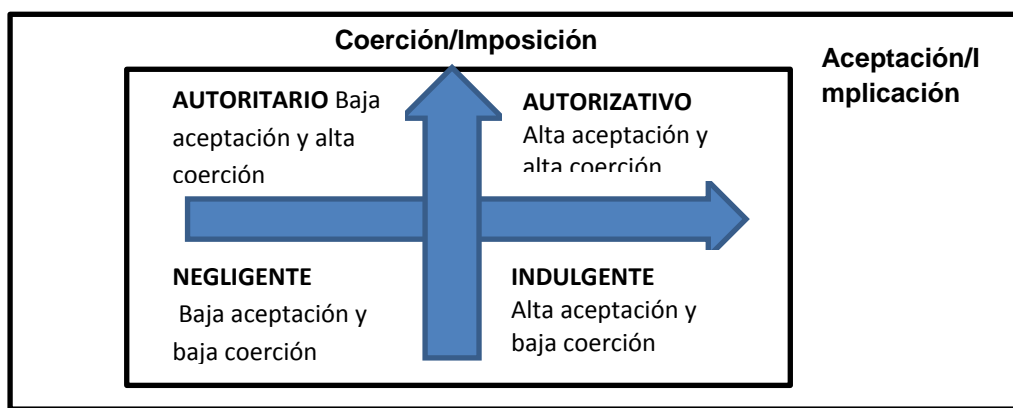 Coerción/Imposición
Aceptación/I
mplicación
AUTORITARIO Baja
aceptación y alta
coerción
AUTORIZATIVO
Alta aceptación y
alta coerción
NEGLIGENTE
Baja aceptación y
baja coerción
INDULGENTE
Alta aceptación y
baja coerción